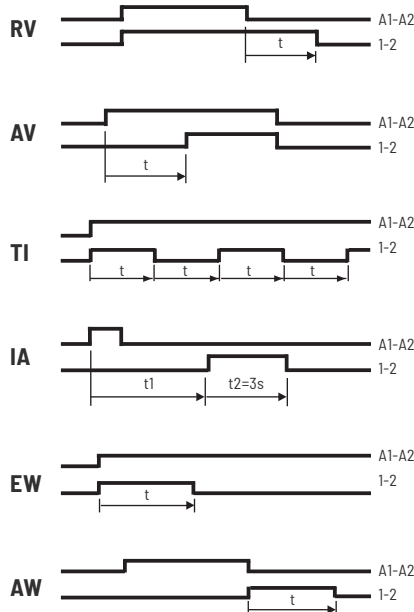 RV
A1-A2
1-2
t
AV
A1-A2
1-2
t
TI
A1-A2
1-2
t t t t
IA
A1-A2
1-2
t1 t2=3s
EW
A1-A2
1-2
t
AW
A1-A2
1-2
t